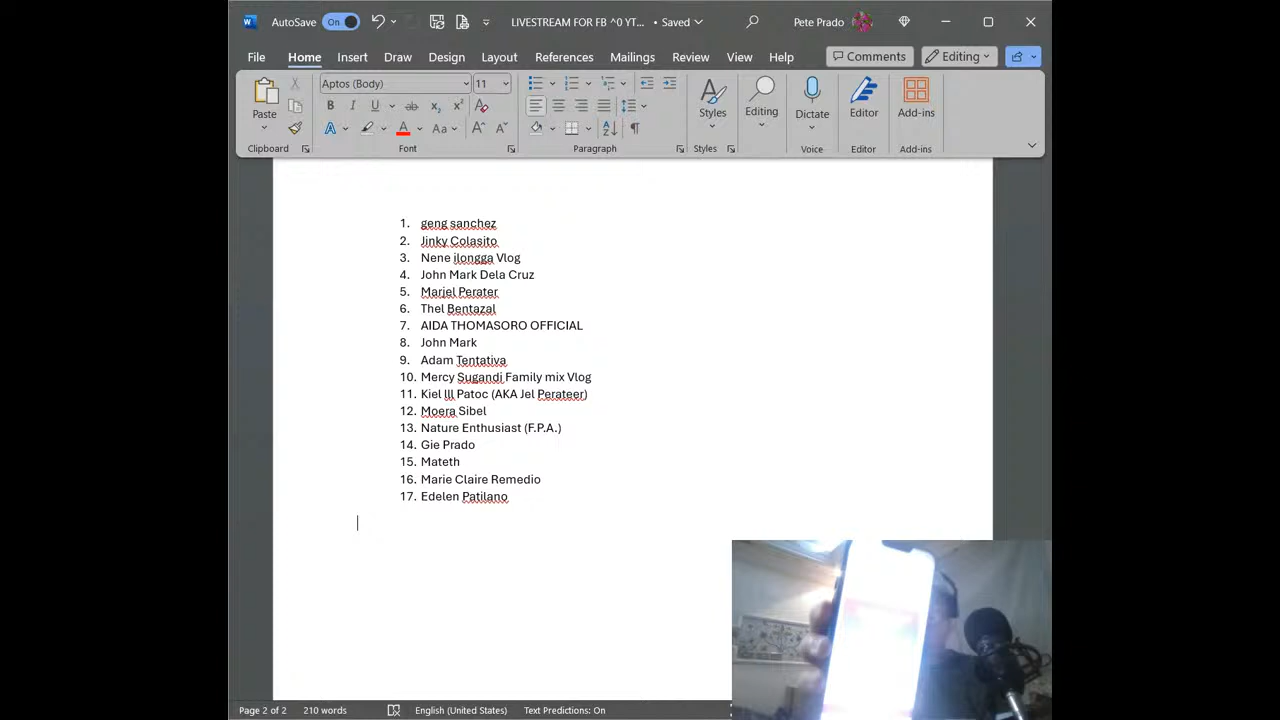 AutoSave On LIVESTREAM FOR FB ^0 YT... • Saved Pete Prado
File Home Insert Draw Design Layout References Mailings Review View Help Comments Editing
Aptos (Body) 11
Paste Styles Editing Dictate Editor Add-ins
Clipboard Font Paragraph Styles Voice Editor Add-ins
1. geng sanchez
2. Jinky Colasito
3. Nene ilongga Vlog
4. John Mark Dela Cruz
5. Marjel Perater
6. Thel Bentazal
7. AIDA THOMASORO OFFICIAL
8. John Mark
9. Adam Tentativa
10. Mercy Sugandi Family mix Vlog
11. Kiel lll Patoc (AKA Jel Perateer)
12. Moera Sibel
13. Nature Enthusiast (F.P.A.)
14. Gie Prado
15. Mateth
16. Marie Claire Remedio
17. Edelen Patilano
Page 2 of 2 210 words English (United States) Text Predictions: On